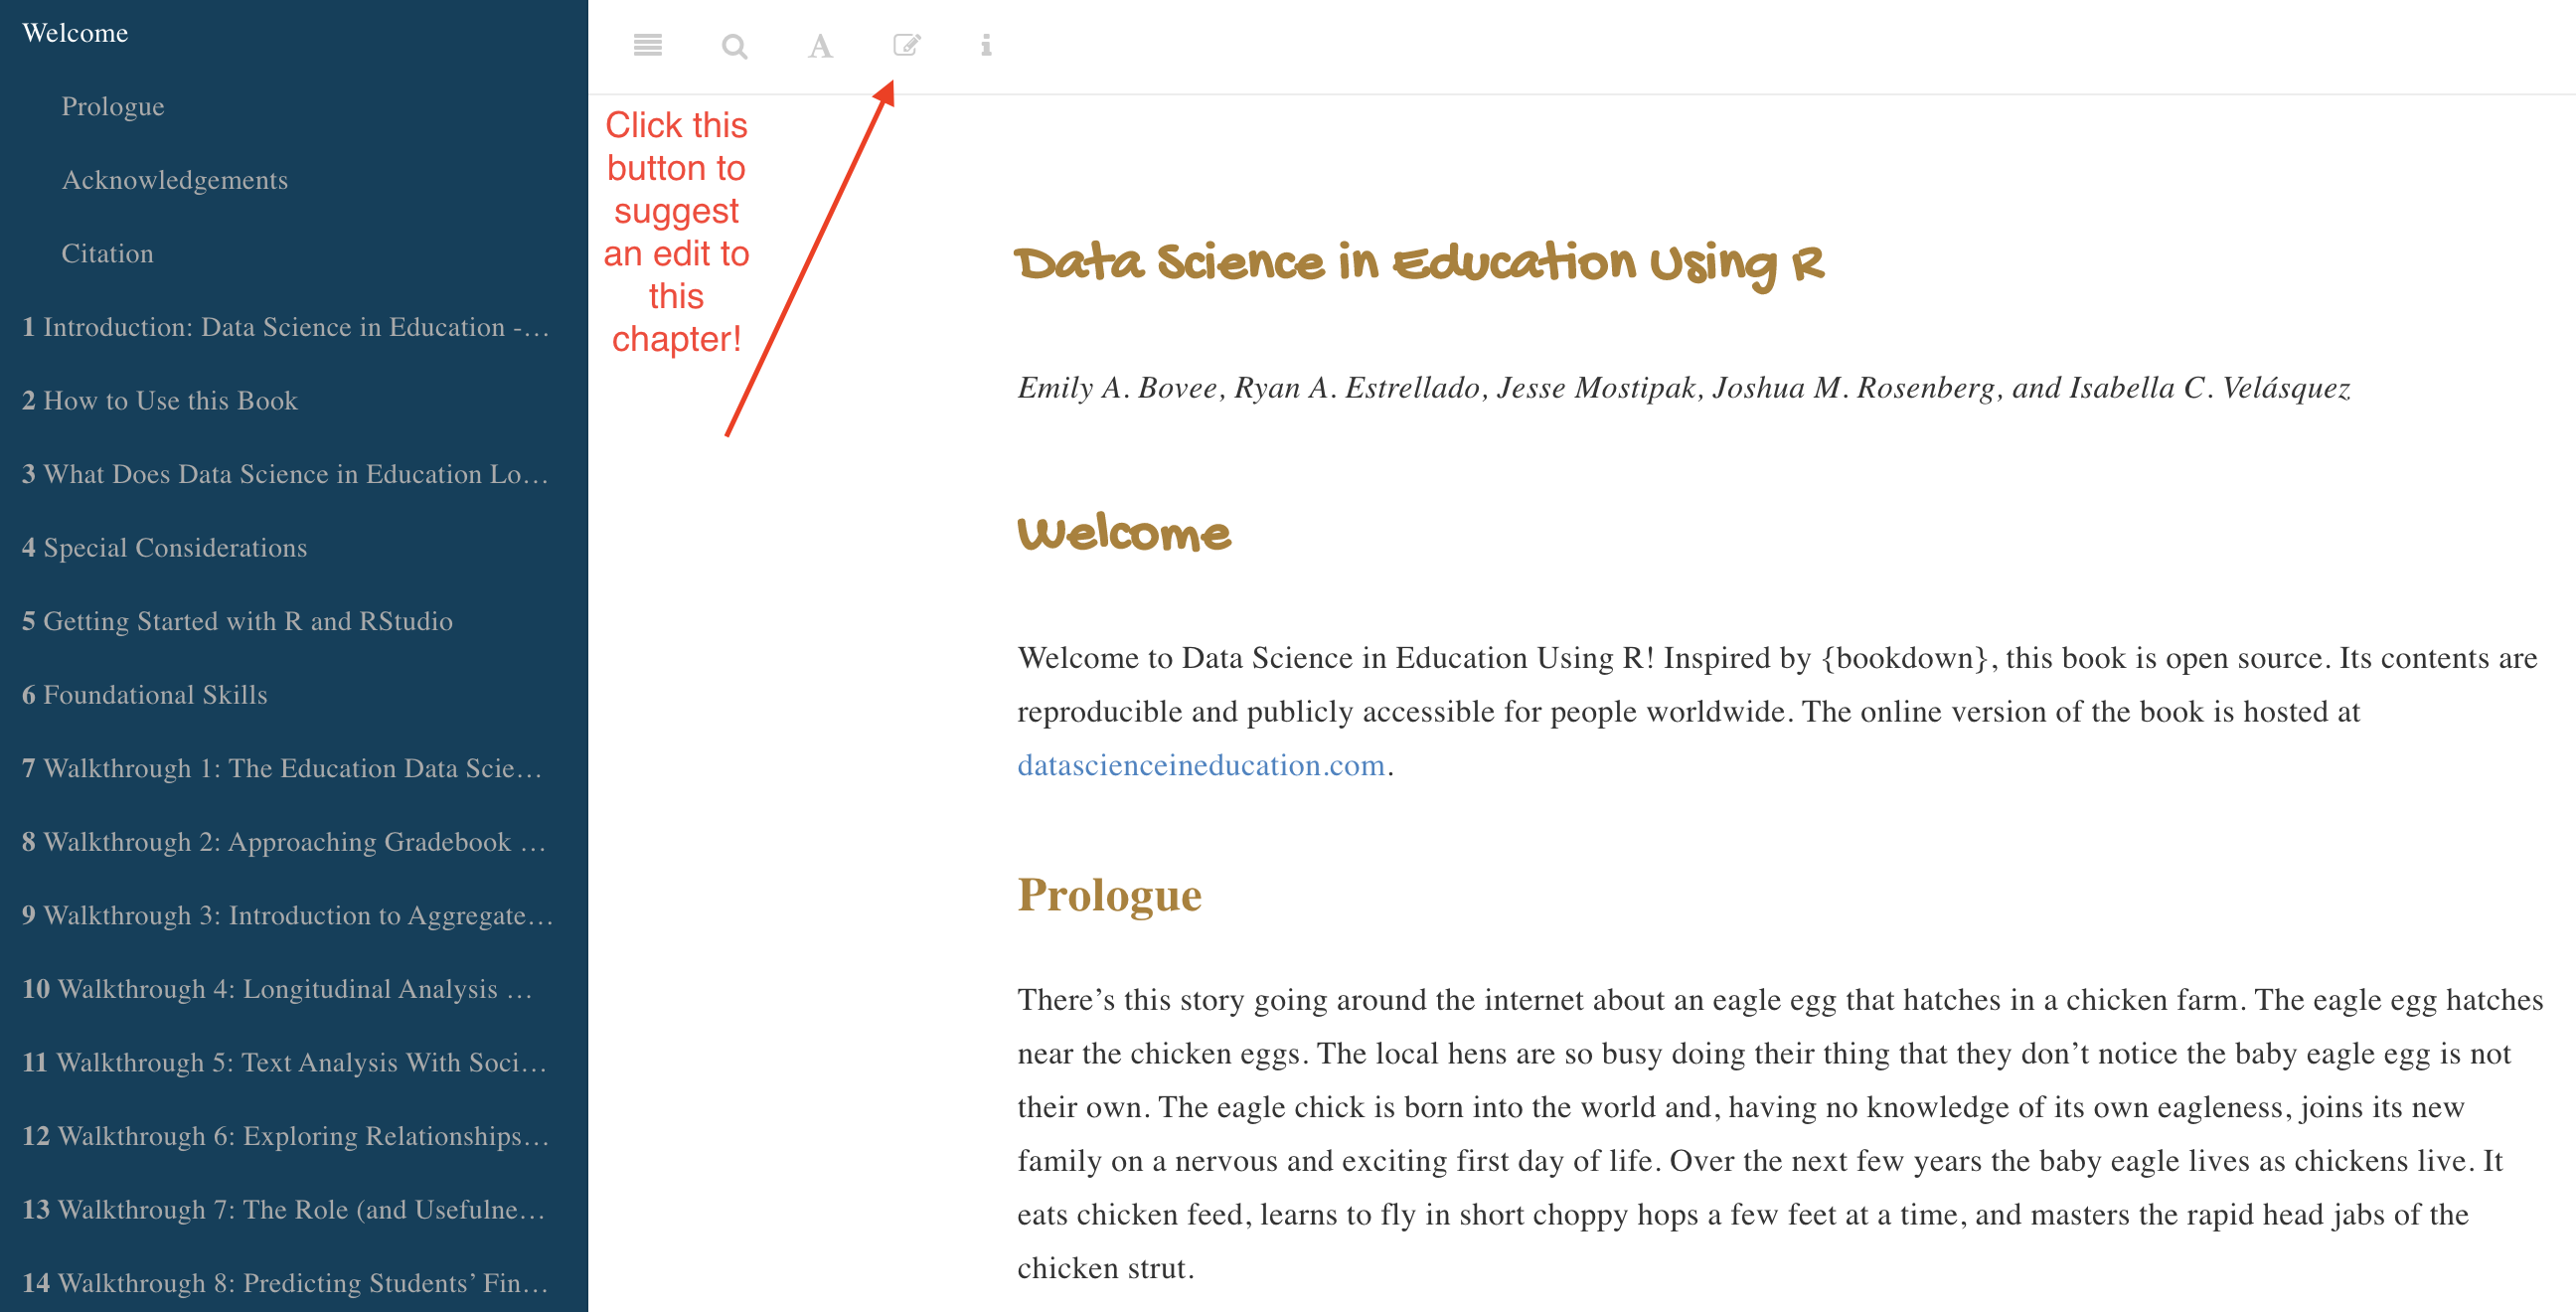 Welcome
Prologue
Acknowledgements
Citation
1 Introduction: Data Science in Education -…
2 How to Use this Book
3 What Does Data Science in Education Lo…
4 Special Considerations
5 Getting Started with R and RStudio
6 Foundational Skills
7 Walkthrough 1: The Education Data Scie…
8 Walkthrough 2: Approaching Gradebook …
9 Walkthrough 3: Introduction to Aggregate…
10 Walkthrough 4: Longitudinal Analysis …
11 Walkthrough 5: Text Analysis With Soci…
12 Walkthrough 6: Exploring Relationships…
13 Walkthrough 7: The Role (and Usefulne…
14 Walkthrough 8: Predicting Students’ Fin…
Click this
button to
suggest
an edit to
this
chapter!
Data Science in Education Using R
Emily A. Bovee, Ryan A. Estrellado, Jesse Mostipak, Joshua M. Rosenberg, and Isabella C. Velásquez
Welcome
Welcome to Data Science in Education Using R! Inspired by {bookdown}, this book is open source. Its contents are
reproducible and publicly accessible for people worldwide. The online version of the book is hosted at
datascienceineducation.com.
Prologue
There’s this story going around the internet about an eagle egg that hatches in a chicken farm. The eagle egg hatches
near the chicken eggs. The local hens are so busy doing their thing that they don’t notice the baby eagle egg is not
their own. The eagle chick is born into the world and, having no knowledge of its own eagleness, joins its new
family on a nervous and exciting first day of life. Over the next few years the baby eagle lives as chickens live. It
eats chicken feed, learns to fly in short choppy hops a few feet at a time, and masters the rapid head jabs of the
chicken strut.